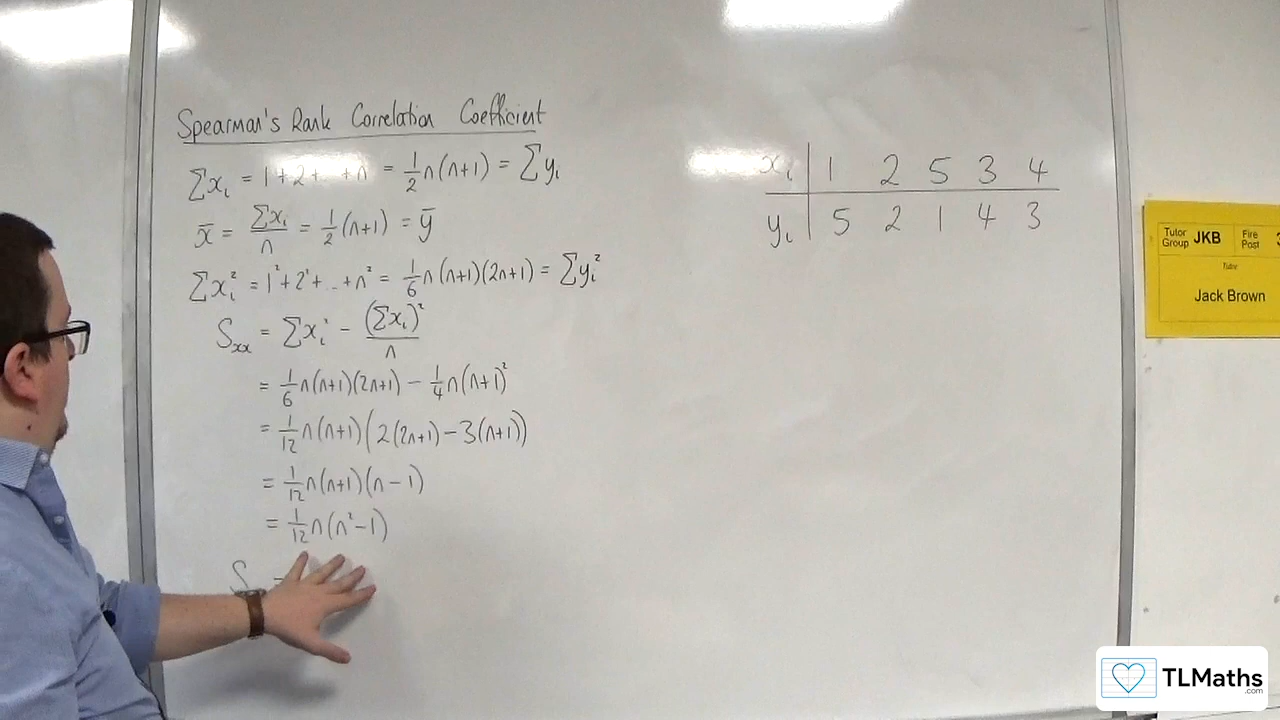 Spearman's Rank Correlation Coefficient
∑xᵢ = 1+2+...+n = ½n(n+1) = ∑yᵢ
x̄ = ∑xᵢ/n = ½(n+1) = ȳ
∑xᵢ² = 1²+2²+...+n² = 1/6 n(n+1)(2n+1) = ∑yᵢ²
Sxx = ∑xᵢ² − (∑xᵢ)²/n
= 1/6 n(n+1)(2n+1) − 1/4 n(n+1)²
= 1/12 n(n+1)(2(2n+1)−3(n+1))
= 1/12 n(n+1)(n−1)
= 1/12 n(n²−1)
S =
xᵢ | 1 2 5 3 4
yᵢ | 5 2 1 4 3
Tutor Group JKB Fire Post 3
Tutor
Jack Brown
TLMaths
.com